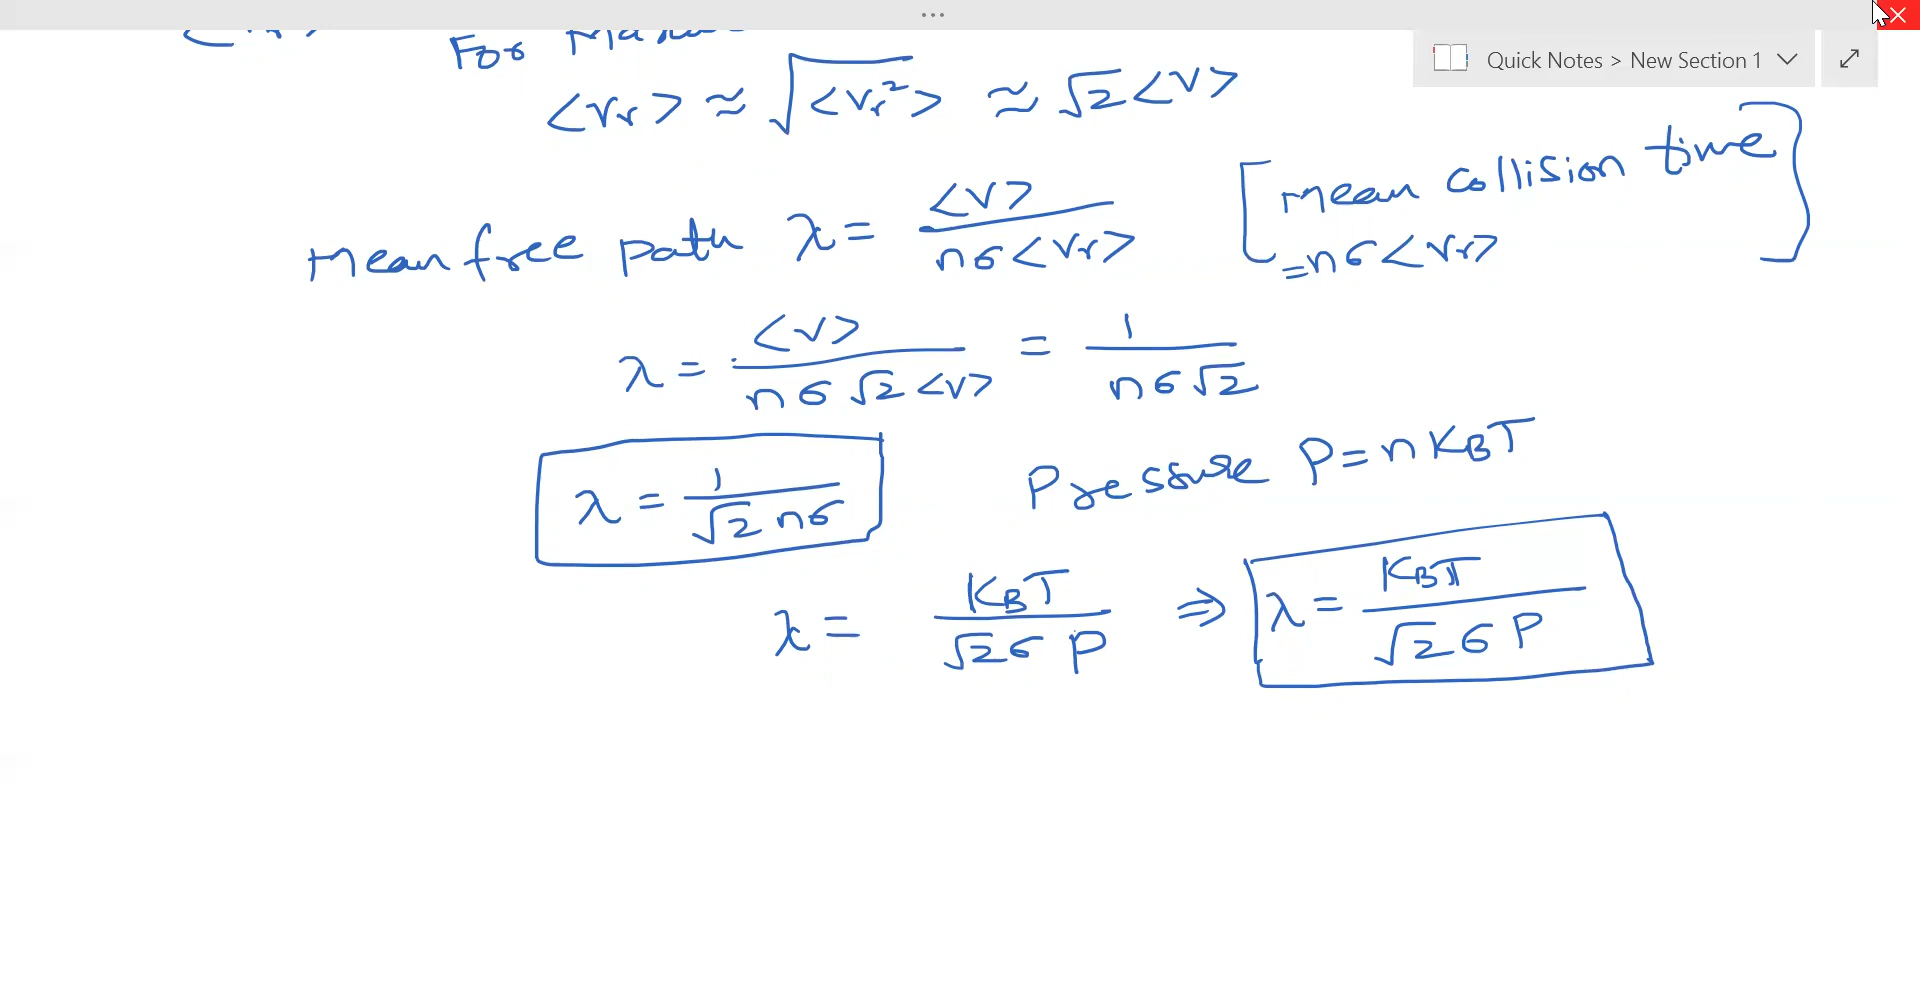 Quick Notes > New Section 1
For
<vr> ≈ √<vr²> ≈ √2 <v>
Mean free path λ = <v> / nσ<vr> [mean collision time
= nσ<vr>]
λ = <v> / nσ√2<v> = 1 / nσ√2
λ = 1 / √2 nσ
Pressure P = nKBT
λ = KBT / √2σP ⇒ λ = KBT / √2σP